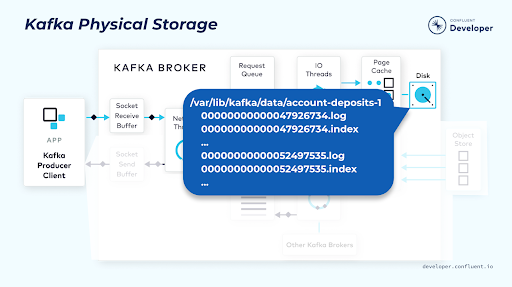 Kafka Physical Storage
CONFLUENT
Developer
KAFKA BROKER
Request
Queue
IO
Threads
Page
Cache
Disk
Socket
Receive
Buffer
APP
Kafka
Producer
Client
Socket
Send
Buffer
/var/lib/kafka/data/account-deposits-1
00000000000047926734.log
00000000000047926734.index
...
00000000000052497535.log
00000000000052497535.index
...
Object
Store
Other Kafka Brokers
developer.confluent.io